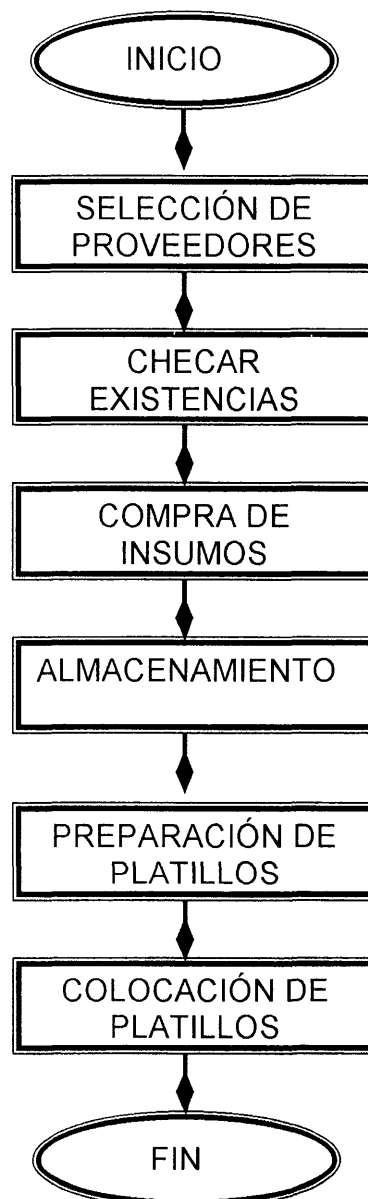 INICIO
SELECCIÓN DE
PROVEEDORES
CHECAR
EXISTENCIAS
COMPRA DE
INSUMOS
ALMACENAMIENTO
PREPARACIÓN DE
PLATILLOS
COLOCACIÓN DE
PLATILLOS
FIN